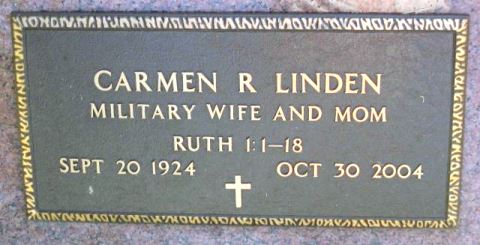 CARMEN R LINDEN
MILITARY WIFE AND MOM
RUTH 1:1-18
SEPT 20 1924 OCT 30 2004